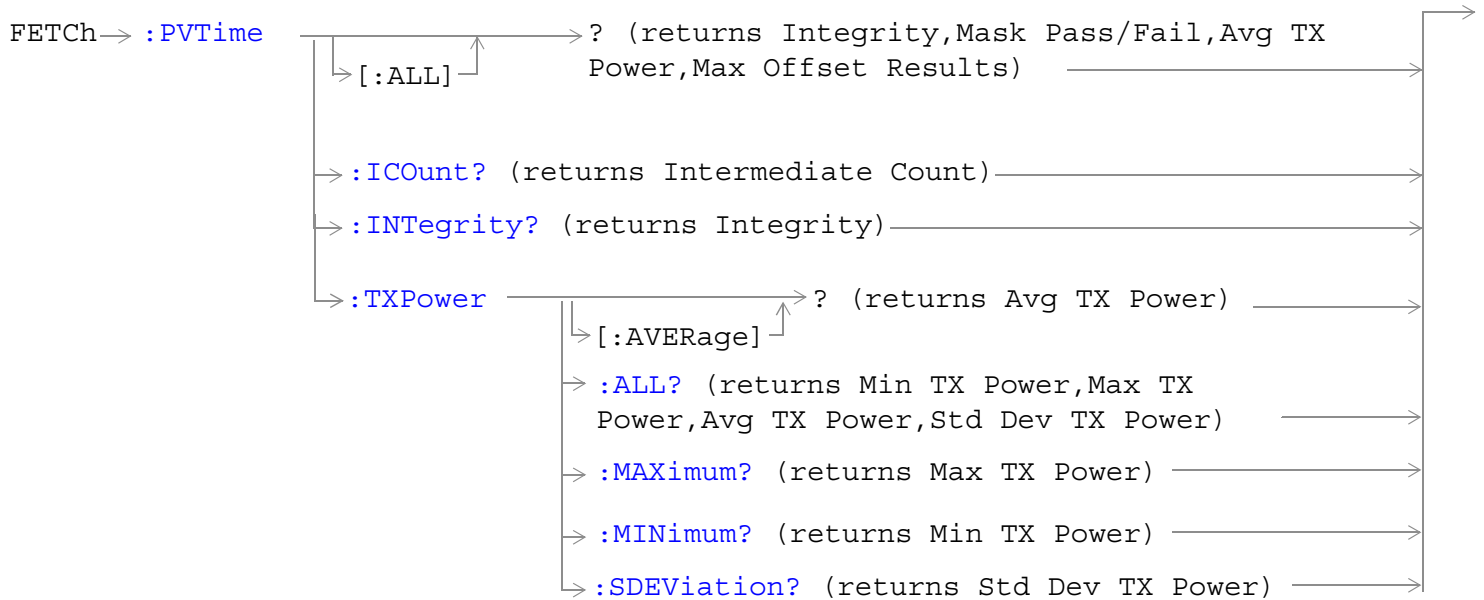 FETCh :PVTime ? (returns Integrity,Mask Pass/Fail,Avg TX
[:ALL] Power,Max Offset Results)
:ICOunt? (returns Intermediate Count)
:INTegrity? (returns Integrity)
:TXPower ? (returns Avg TX Power)
[:AVERage]
:ALL? (returns Min TX Power,Max TX
Power,Avg TX Power,Std Dev TX Power)
:MAXimum? (returns Max TX Power)
:MINimum? (returns Min TX Power)
:SDEViation? (returns Std Dev TX Power)